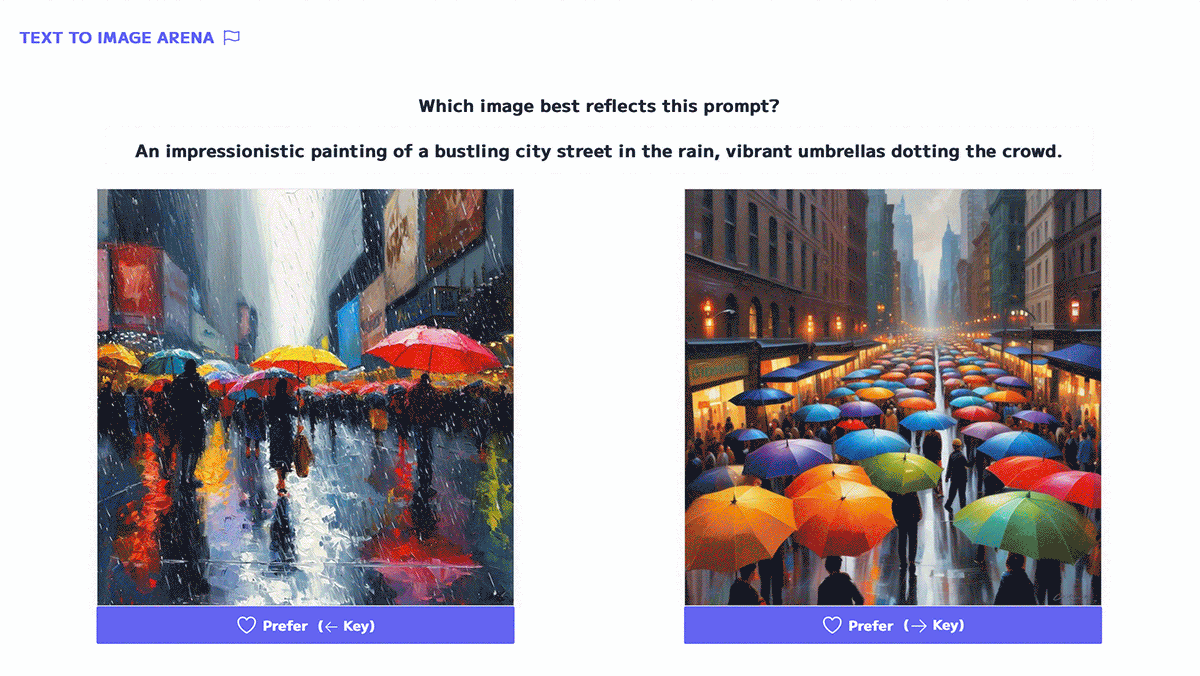 TEXT TO IMAGE ARENA
Which image best reflects this prompt?
An impressionistic painting of a bustling city street in the rain, vibrant umbrellas dotting the crowd.
Prefer (← Key)
Prefer (→ Key)